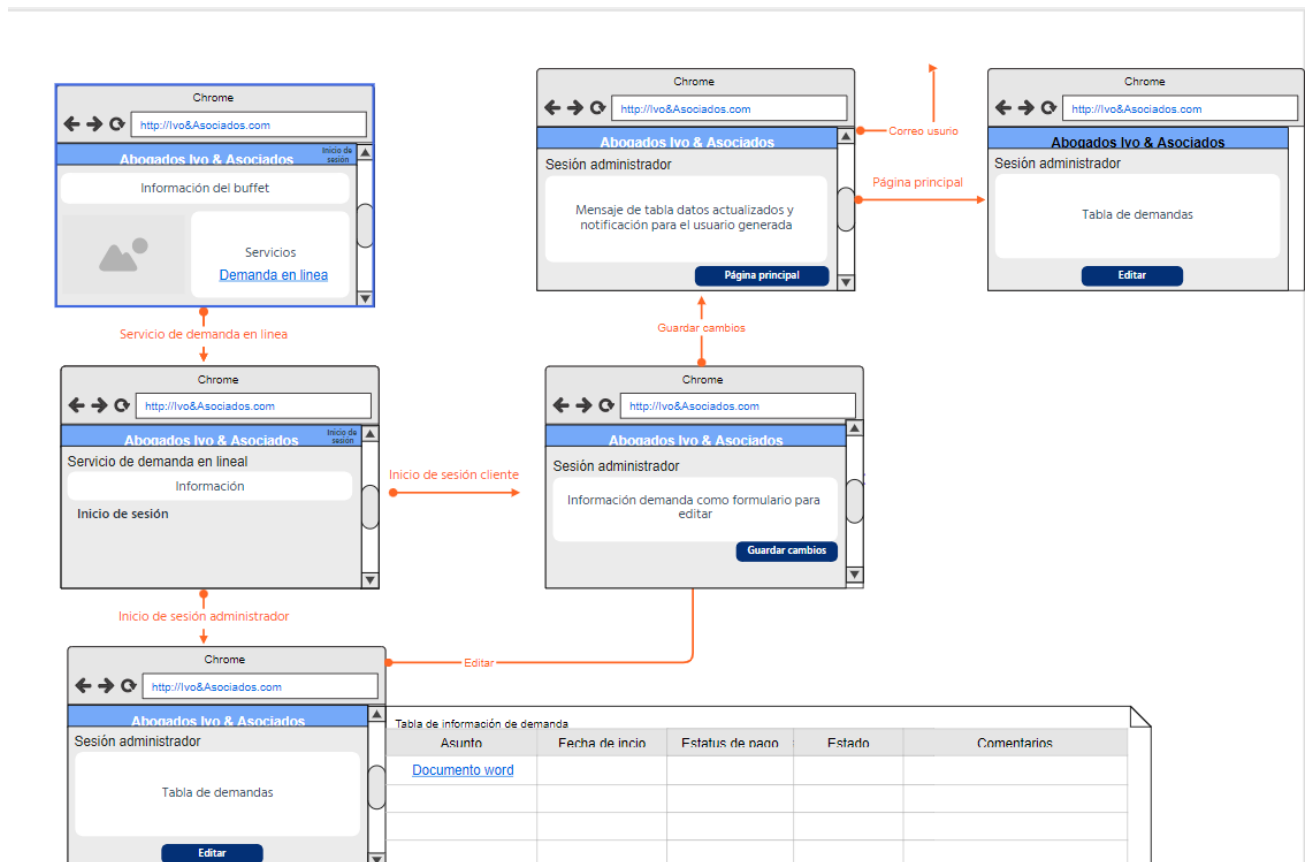 Chrome
http://Ivo&Asociados.com
Abogados Ivo & Asociados
Inicio de
sesión
Información del buffet
Servicios
Demanda en linea
Servicio de demanda en linea
Chrome
http://Ivo&Asociados.com
Abogados Ivo & Asociados
Inicio de
sesión
Servicio de demanda en lineal
Información
Inicio de sesión
Inicio de sesión cliente
Inicio de sesión administrador
Chrome
http://Ivo&Asociados.com
Abogados Ivo & Asociados
Sesión administrador
Tabla de demandas
Editar
Editar
Tabla de información de demanda
Asunto
Fecha de incio
Estatus de pago
Estado
Comentarios
Documento word
Chrome
http://Ivo&Asociados.com
Abogados Ivo & Asociados
Sesión administrador
Información demanda como formulario para
editar
Guardar cambios
Guardar cambios
Chrome
http://Ivo&Asociados.com
Abogados Ivo & Asociados
Sesión administrador
Mensaje de tabla datos actualizados y
notificación para el usuario generada
Página principal
Correo usurio
Página principal
Chrome
http://Ivo&Asociados.com
Abogados Ivo & Asociados
Sesión administrador
Tabla de demandas
Editar